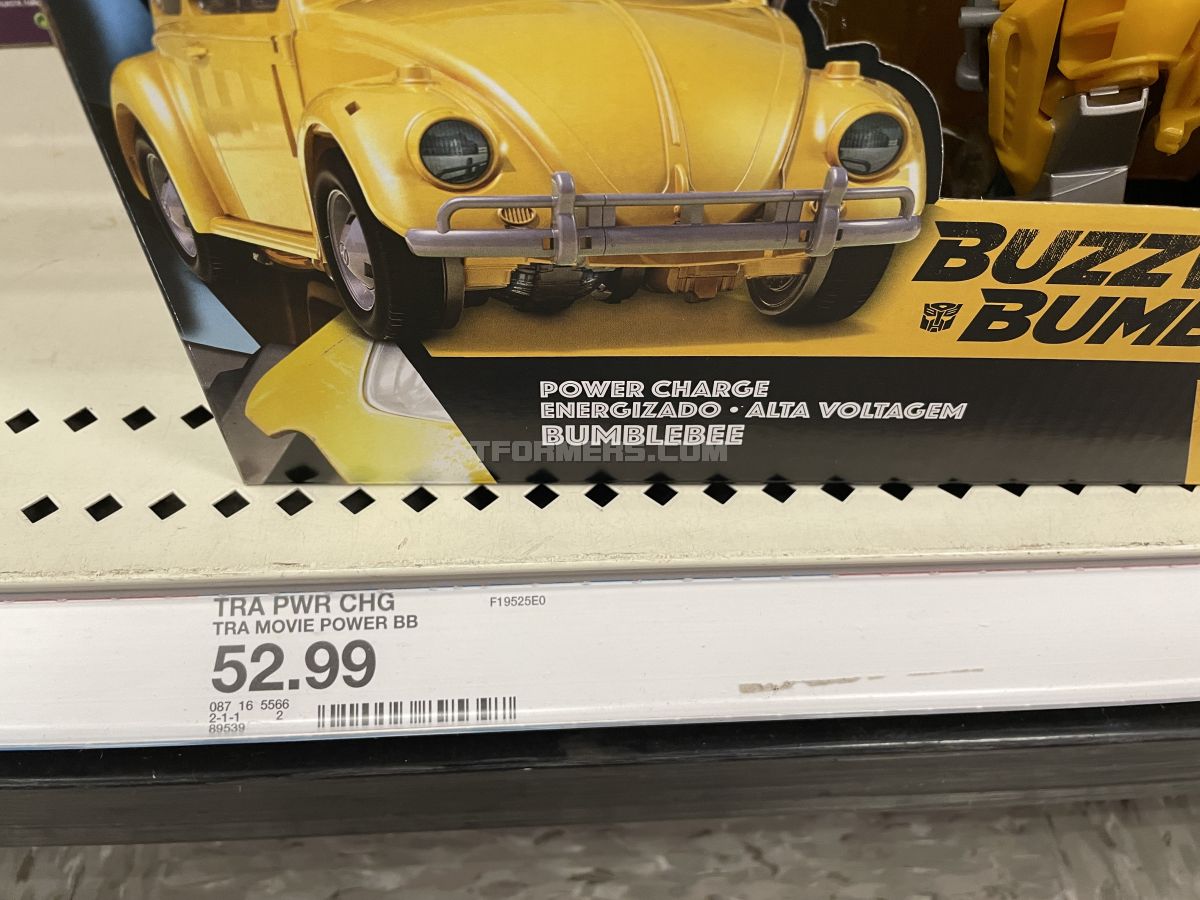 BUZZ
BUMB
POWER CHARGE
ENERGIZADO • ALTA VOLTAGEM
BUMBLEBEE
TFORMERS.COM
TRA PWR CHG F19525E0
TRA MOVIE POWER BB
52.99
087 16 5566
2-1-1 2
89539